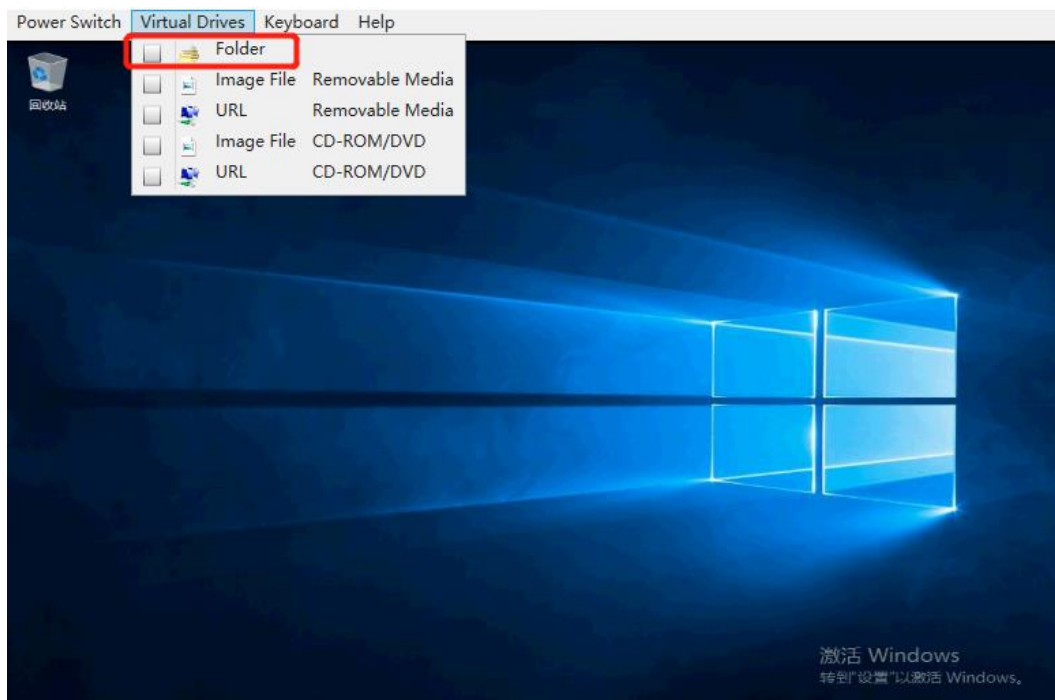 Power Switch Virtual Drives Keyboard Help
Folder
Image File Removable Media
URL Removable Media
Image File CD-ROM/DVD
URL CD-ROM/DVD
回收站
激活 Windows
转到"设置"以激活 Windows。